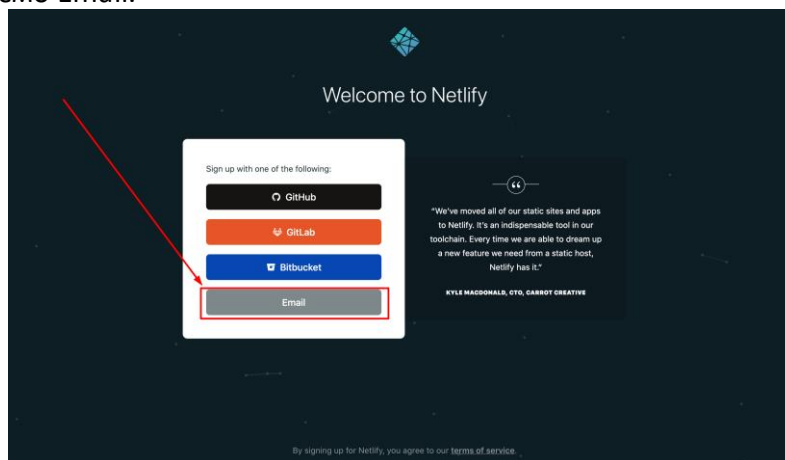 Email.
Welcome to Netlify
Sign up with one of the following:
GitHub
GitLab
Bitbucket
Email
"We've moved all of our static sites and apps
to Netlify. It's an indispensable tool in our
toolchain. Every time we are able to dream up
a new feature we need from a static host,
Netlify has it."
KYLE MACDONALD, CTO, CARROT CREATIVE
By signing up for Netlify, you agree to our terms of service.